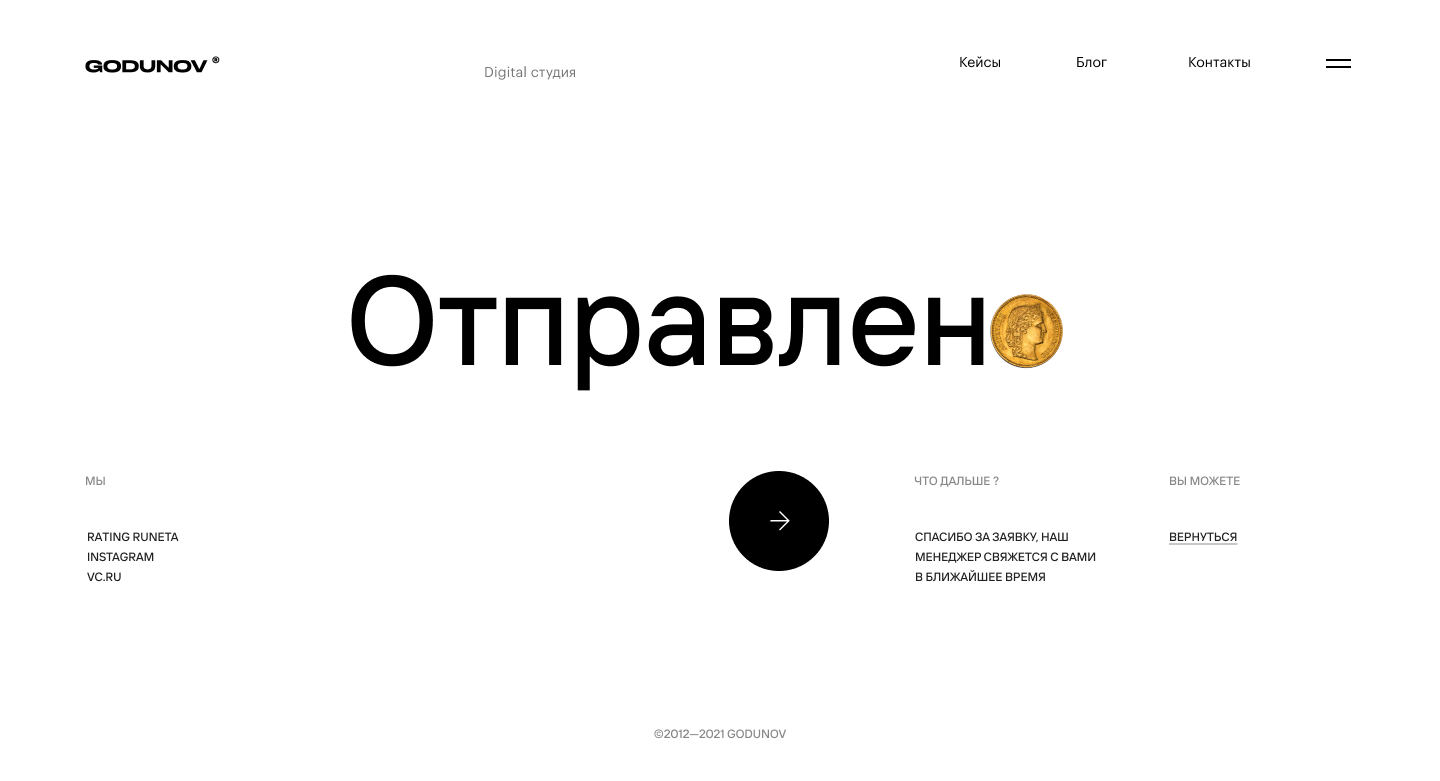 GODUNOV ®
Digital студия
Кейсы
Блог
Контакты
Отправлен
МЫ
RATING RUNETA
INSTAGRAM
VC.RU
ЧТО ДАЛЬШЕ ?
СПАСИБО ЗА ЗАЯВКУ, НАШ
МЕНЕДЖЕР СВЯЖЕТСЯ С ВАМИ
В БЛИЖАЙШЕЕ ВРЕМЯ
ВЫ МОЖЕТЕ
ВЕРНУТЬСЯ
©2012—2021 GODUNOV